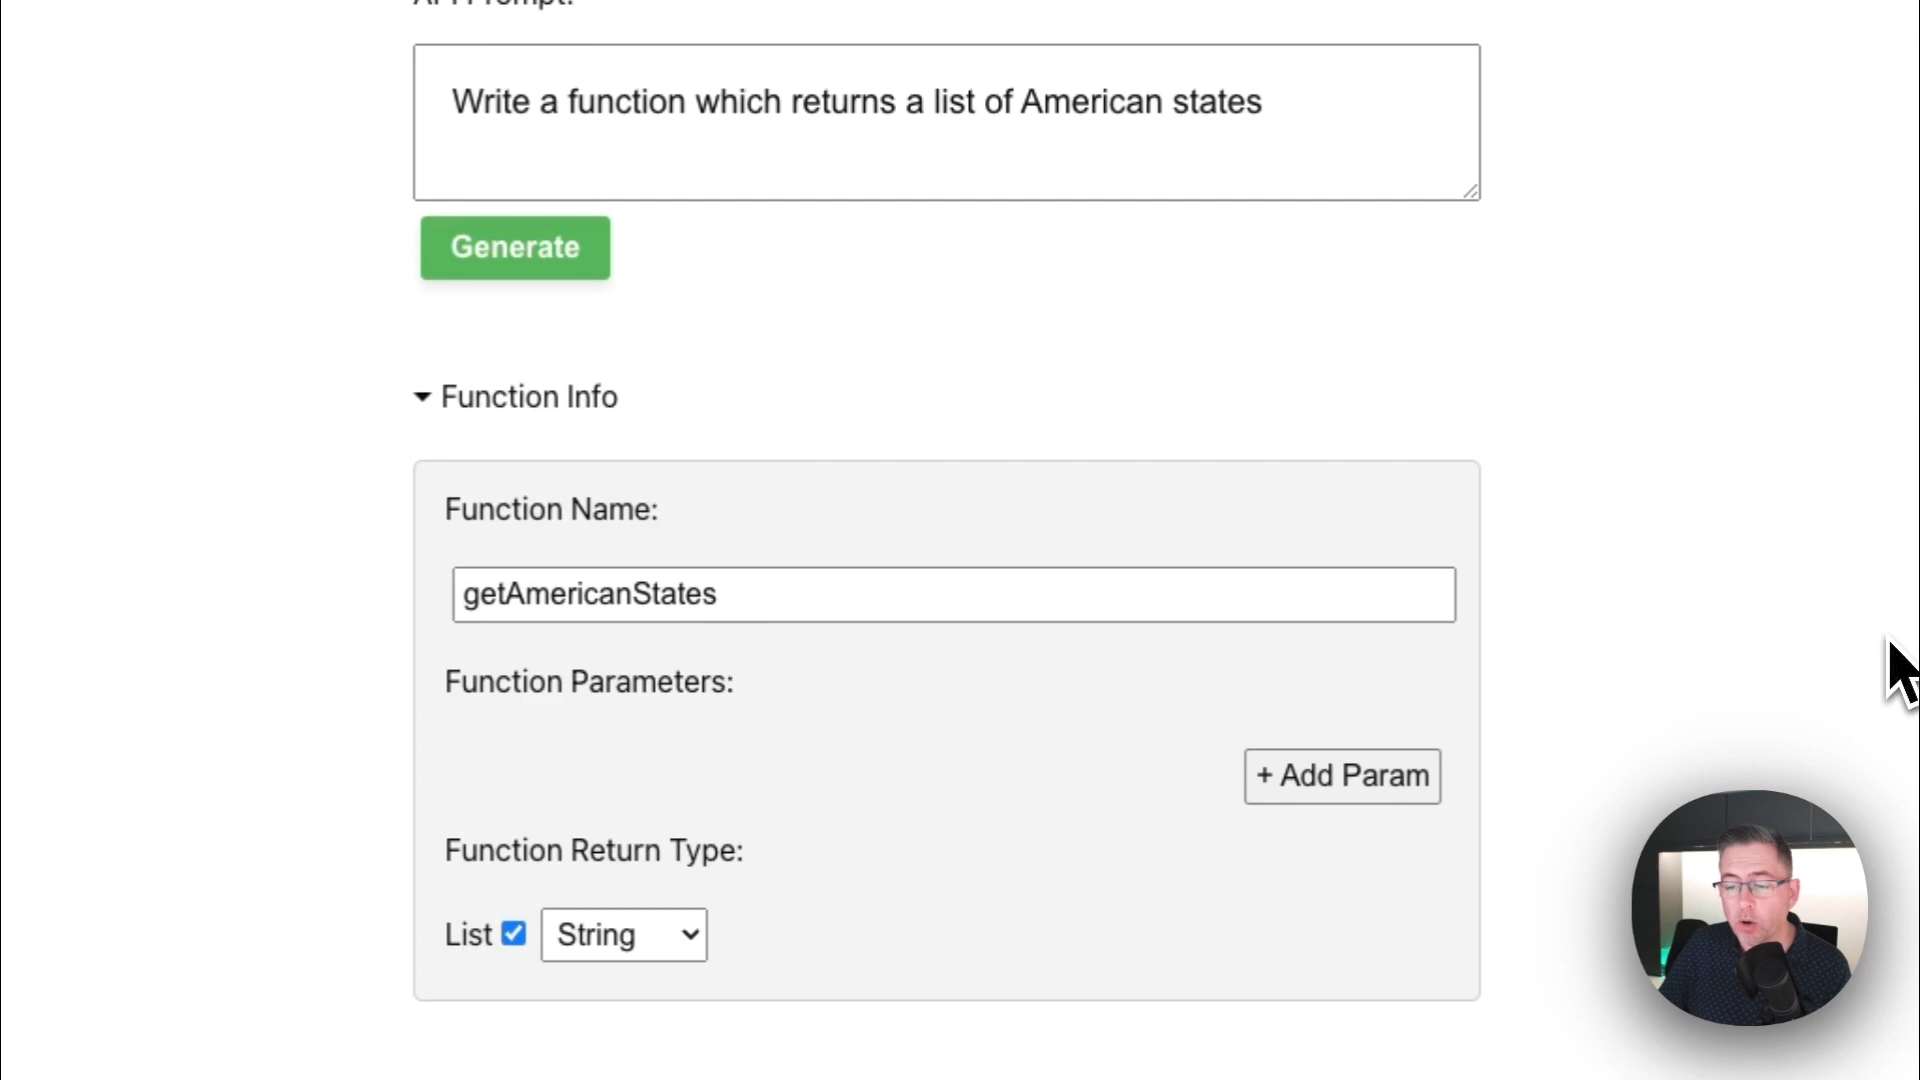 Write a function which returns a list of American states
Generate
Function Info
Function Name:
getAmericanStates
Function Parameters:
+ Add Param
Function Return Type:
List String